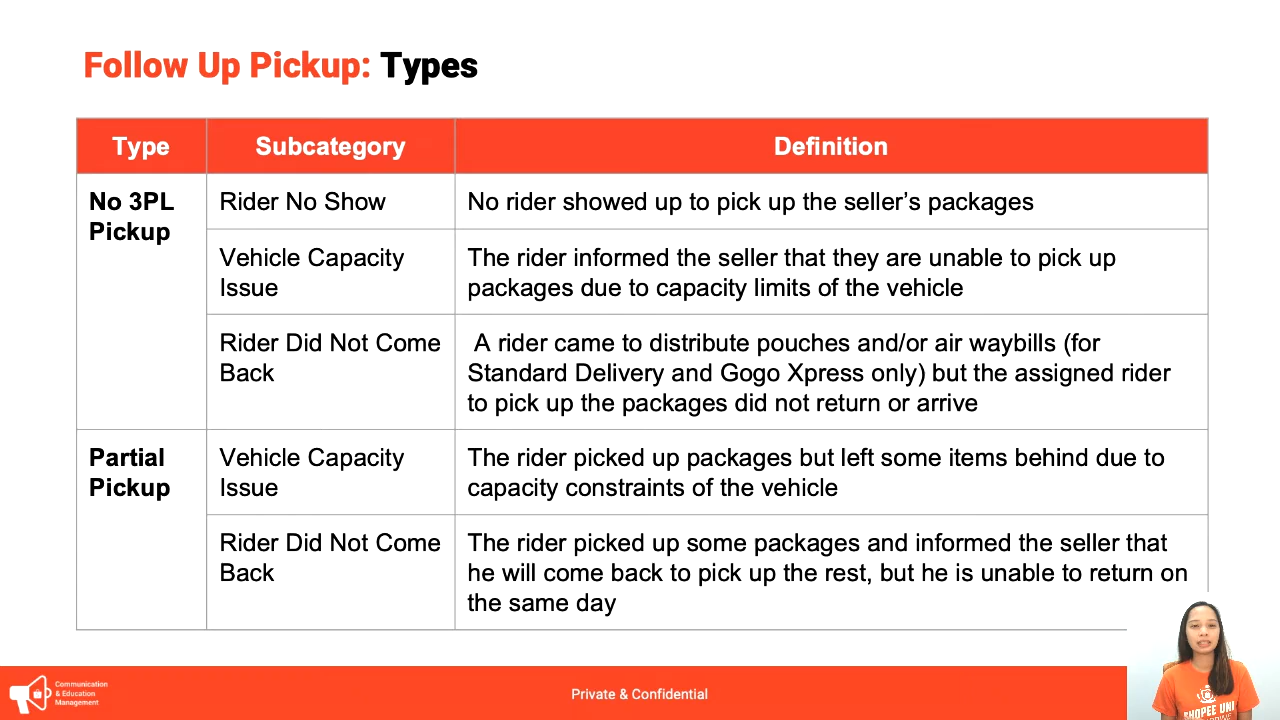 Follow Up Pickup: Types
Type
Subcategory
Definition
No 3PL
Pickup
Rider No Show
No rider showed up to pick up the seller’s packages
Vehicle Capacity
Issue
The rider informed the seller that they are unable to pick up
packages due to capacity limits of the vehicle
Rider Did Not Come
Back
A rider came to distribute pouches and/or air waybills (for
Standard Delivery and Gogo Xpress only) but the assigned rider
to pick up the packages did not return or arrive
Partial
Pickup
Vehicle Capacity
Issue
The rider picked up packages but left some items behind due to
capacity constraints of the vehicle
Rider Did Not Come
Back
The rider picked up some packages and informed the seller that
he will come back to pick up the rest, but he is unable to return on
the same day
Communication
& Education
Management
Private & Confidential
SHOPEE UNI